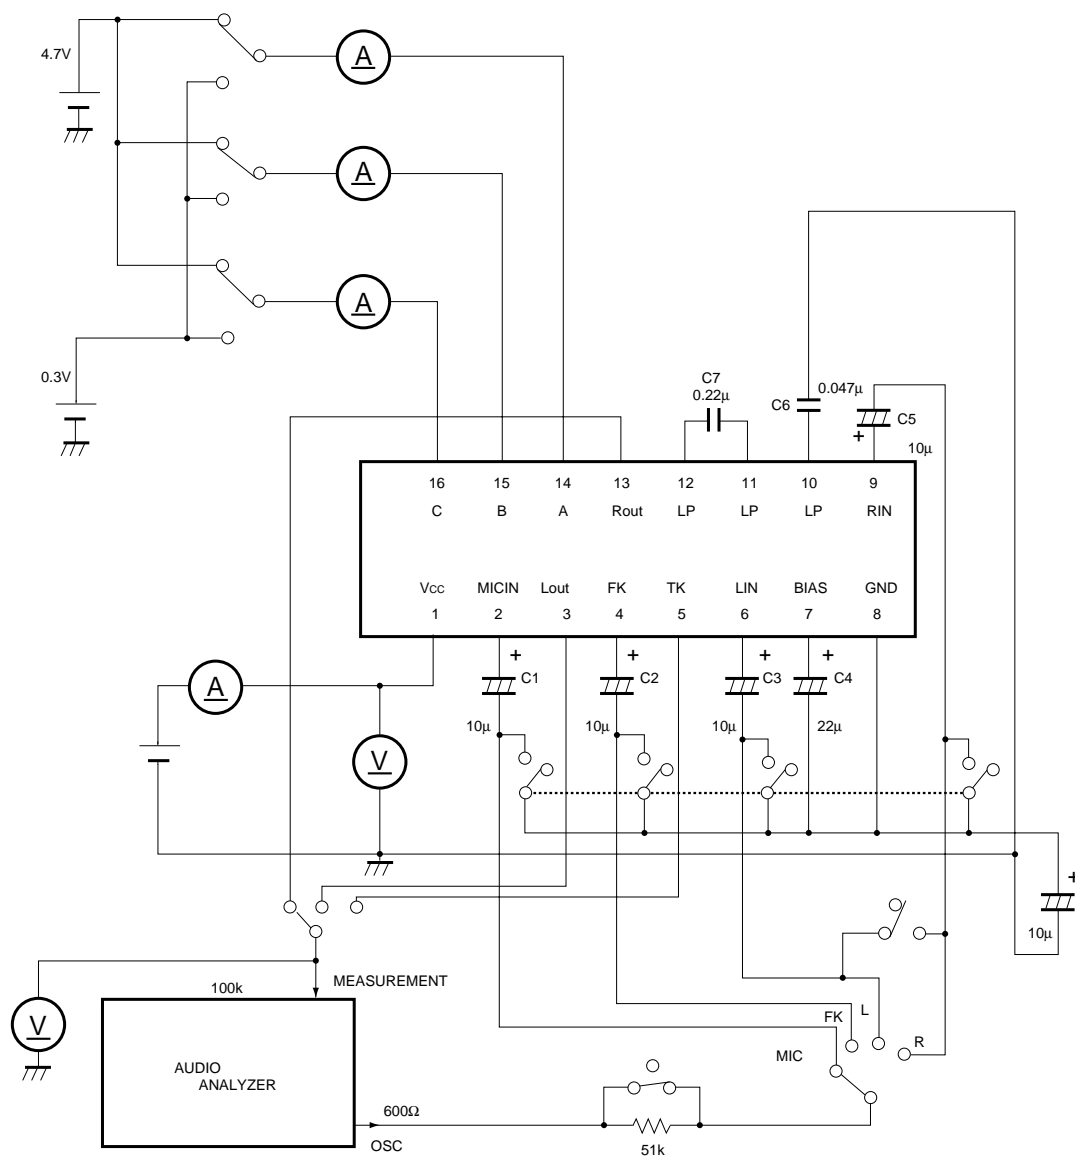 4.7V
A
A
A
0.3V
C7
0.22μ
C6
0.047μ
C5
+
10μ
16 15 14 13 12 11 10 9
C B A Rout LP LP LP RIN
Vcc MICIN Lout FK TK LIN BIAS GND
1 2 3 4 5 6 7 8
+ + + +
A
C1 C2 C3 C4
10μ 10μ 10μ 22μ
V
+
10μ
MEASUREMENT
100k
V
L
FK
R
MIC
AUDIO
ANALYZER
600Ω
OSC
51k